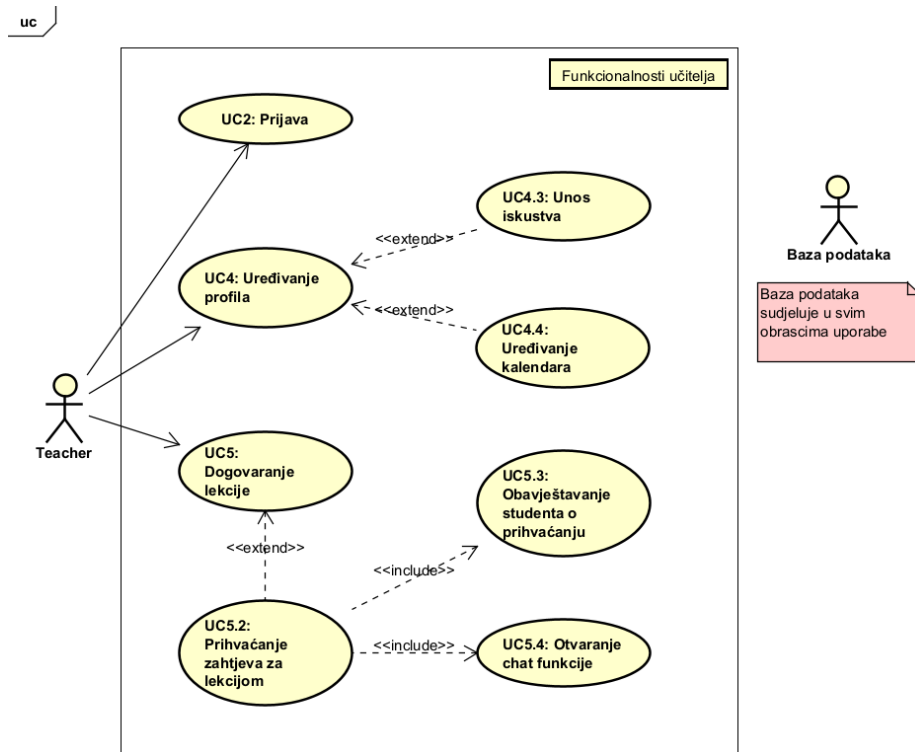 uc
Funkcionalnosti učitelja
UC2: Prijava
UC4.3: Unos
iskustva
<<extend>>
UC4: Uređivanje
profila
<<extend>>
UC4.4:
Uređivanje
kalendara
Baza podataka
Baza podataka
sudjeluje u svim
obrascima uporabe
Teacher
UC5:
Dogovaranje
lekcije
UC5.3:
Obavještavanje
studenta o
prihvaćanju
<<extend>>
<<include>>
UC5.2:
Prihvaćanje
zahtjeva za
lekcijom
<<include>>
UC5.4: Otvaranje
chat funkcije